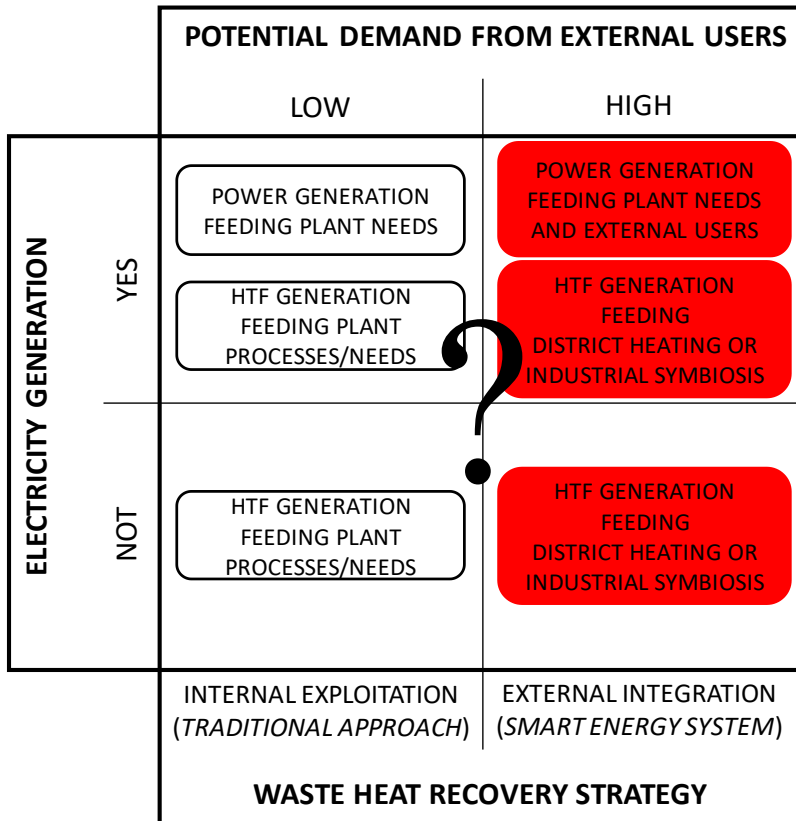 POTENTIAL DEMAND FROM EXTERNAL USERS
LOW
HIGH
ELECTRICITY GENERATION
YES
POWER GENERATION
FEEDING PLANT NEEDS
POWER GENERATION
FEEDING PLANT NEEDS
AND EXTERNAL USERS
HTF GENERATION
FEEDING PLANT
PROCESSES/NEEDS
HTF GENERATION
FEEDING
DISTRICT HEATING OR
INDUSTRIAL SYMBIOSIS
?
NOT
HTF GENERATION
FEEDING PLANT
PROCESSES/NEEDS
HTF GENERATION
FEEDING
DISTRICT HEATING OR
INDUSTRIAL SYMBIOSIS
INTERNAL EXPLOITATION
(TRADITIONAL APPROACH)
EXTERNAL INTEGRATION
(SMART ENERGY SYSTEM)
WASTE HEAT RECOVERY STRATEGY